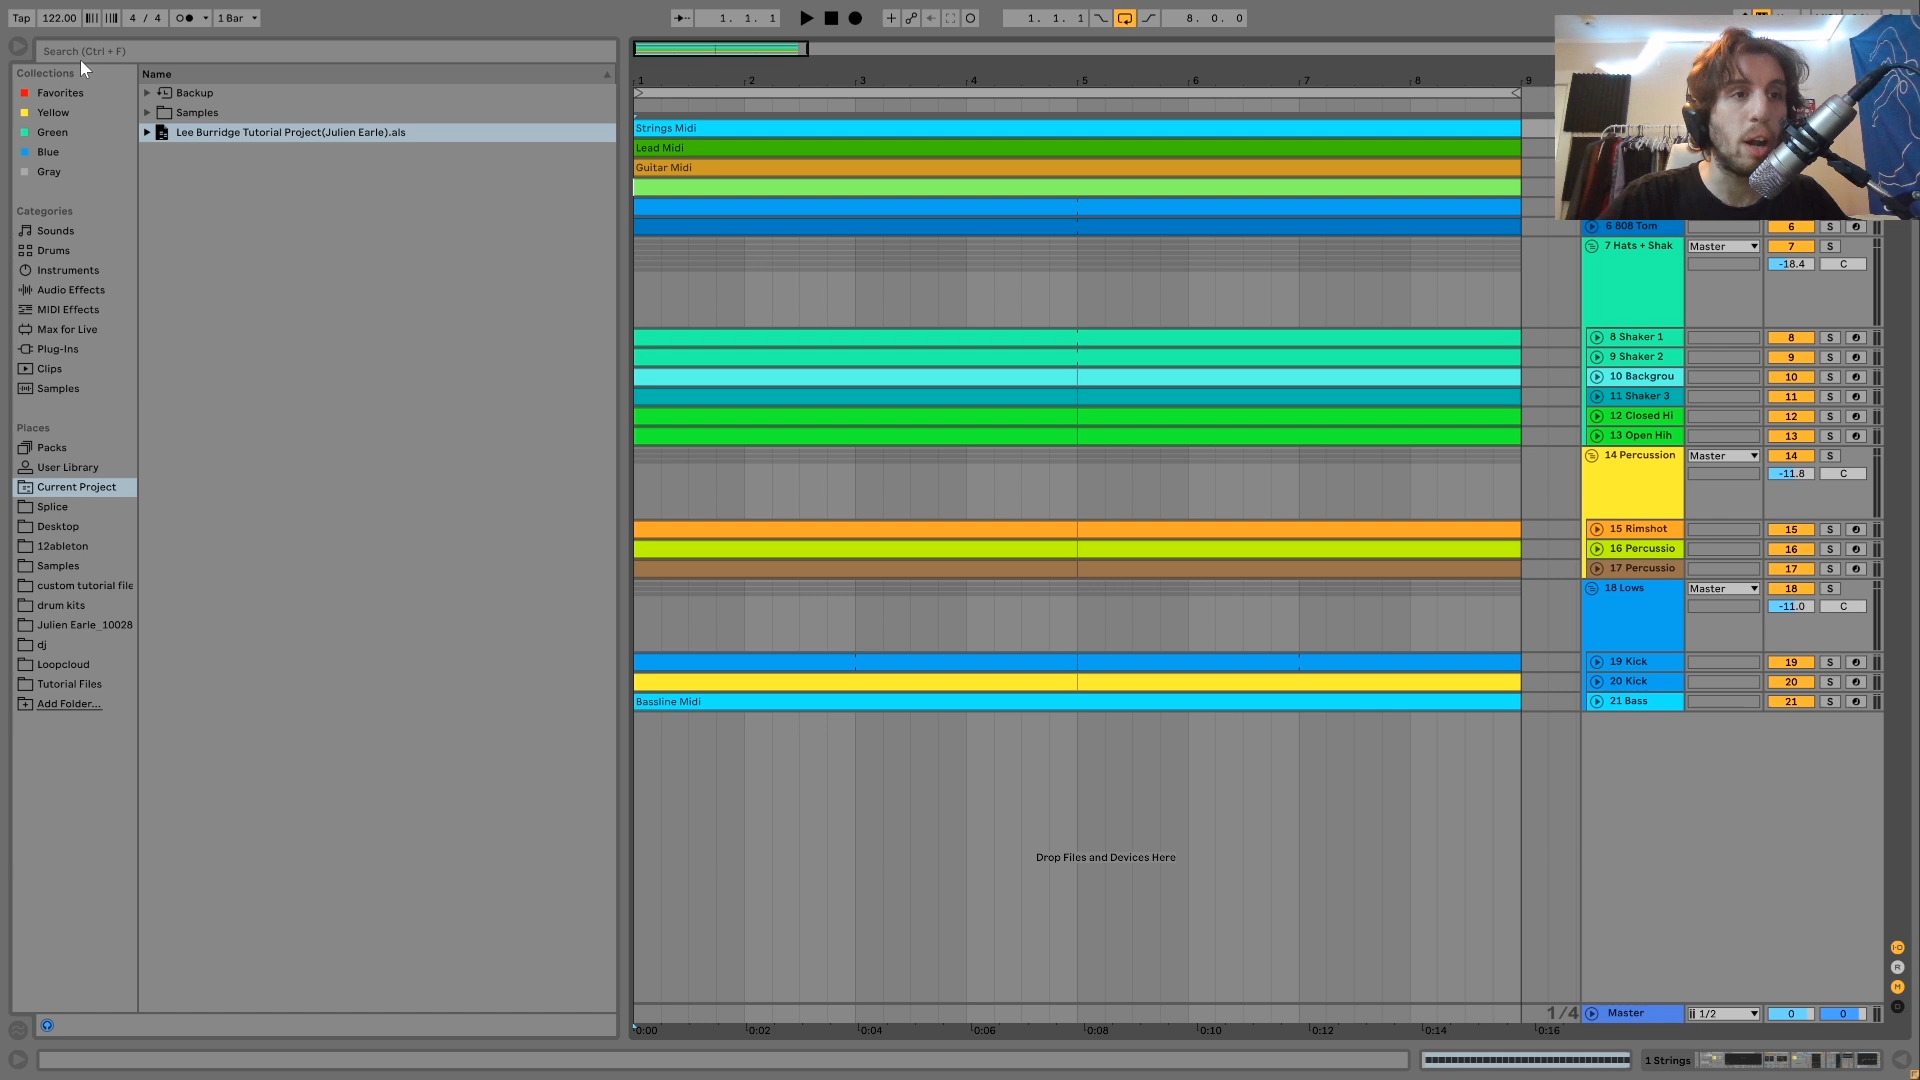 Tap 122.00 4 / 4 1 Bar 1. 1. 1 1. 1. 1 8. 0. 0
Search (Ctrl + F)
Collections
Favorites
Yellow
Green
Blue
Gray
Categories
Sounds
Drums
Instruments
Audio Effects
MIDI Effects
Max for Live
Plug-Ins
Clips
Samples
Places
Packs
User Library
Current Project
Splice
Desktop
12ableton
Samples
custom tutorial file
drum kits
Julien Earle_10028
dj
Loopcloud
Tutorial Files
Add Folder...
Name
Backup
Samples
Lee Burridge Tutorial Project(Julien Earle).als
1 2 3 4 5 6 7 8 9
Strings Midi
Lead Midi
Guitar Midi
Bassline Midi
Drop Files and Devices Here
1/4
0:00 0:02 0:04 0:06 0:08 0:10 0:12 0:14 0:16
6 808 Tom 6 S
7 Hats + Shak Master 7 S
-18.4 C
8 Shaker 1 8 S
9 Shaker 2 9 S
10 Backgrou 10 S
11 Shaker 3 11 S
12 Closed Hi 12 S
13 Open Hih 13 S
14 Percussion Master 14 S
-11.8 C
15 Rimshot 15 S
16 Percussio 16 S
17 Percussio 17 S
18 Lows Master 18 S
-11.0 C
19 Kick 19 S
20 Kick 20 S
21 Bass 21 S
I·O
R
M
D
Master 1/2 0 0
1 Strings